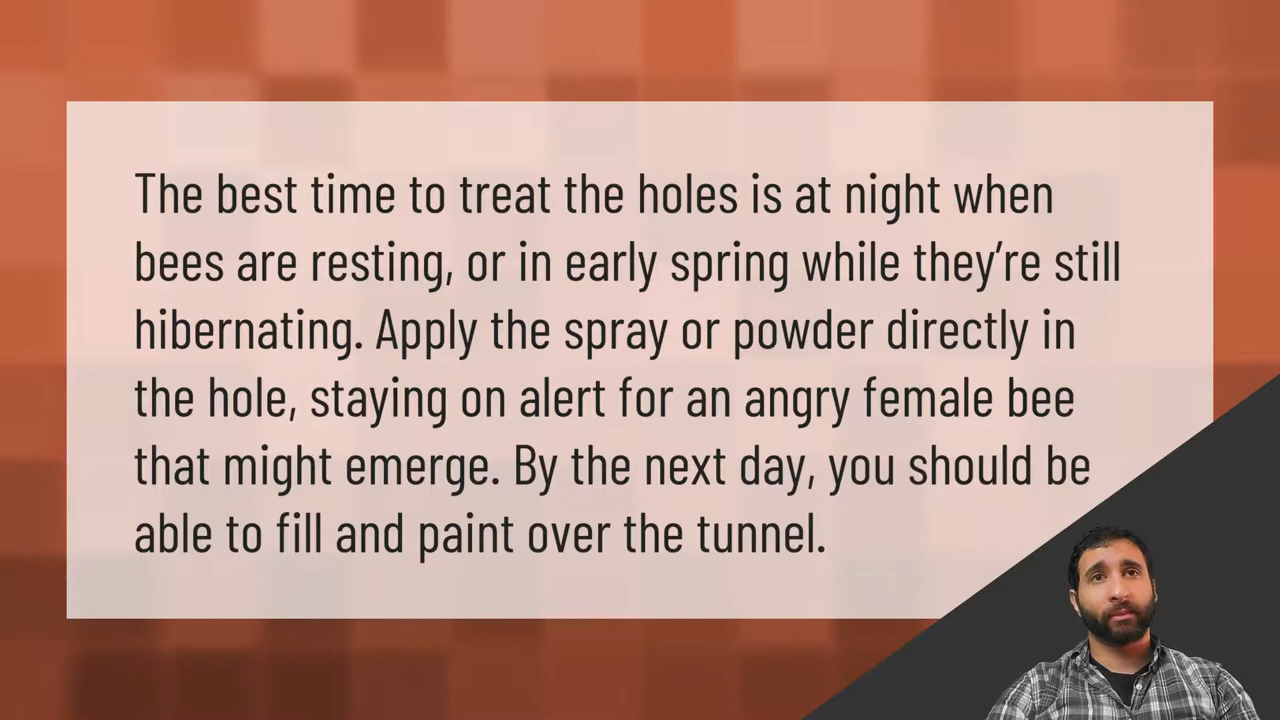 The best time to treat the holes is at night when
bees are resting, or in early spring while they’re still
hibernating. Apply the spray or powder directly in
the hole, staying on alert for an angry female bee
that might emerge. By the next day, you should be
able to fill and paint over the tunnel.